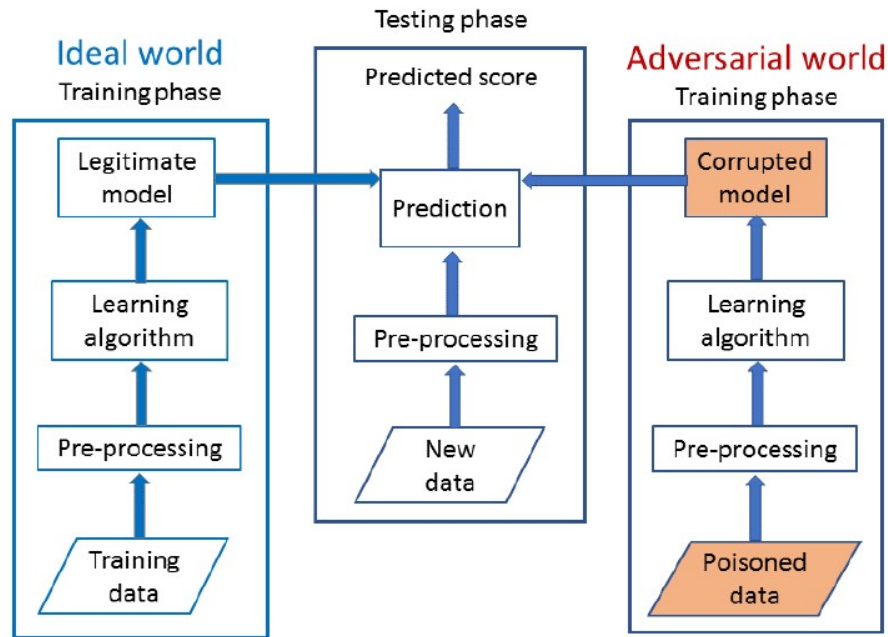 Ideal world
Training phase
Legitimate
model
Learning
algorithm
Pre-processing
Training
data
Testing phase
Predicted score
Prediction
Pre-processing
New
data
Adversarial world
Training phase
Corrupted
model
Learning
algorithm
Pre-processing
Poisoned
data